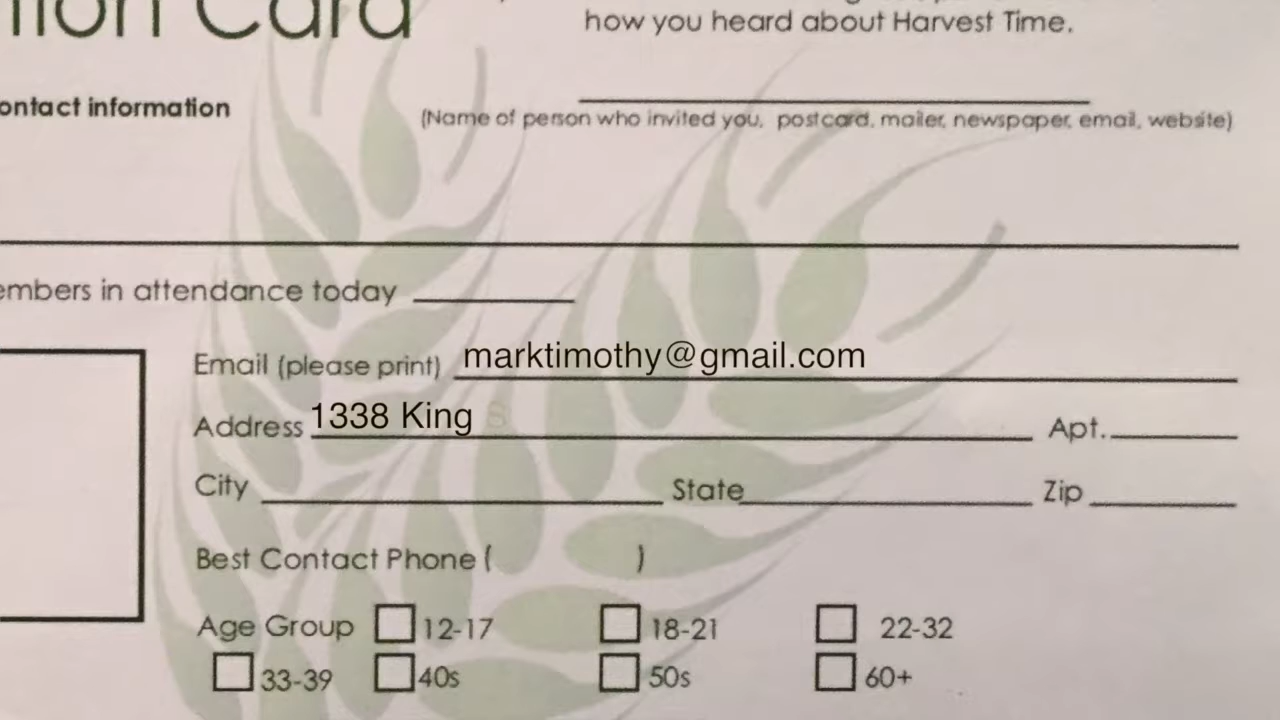 how you heard about Harvest Time.
ontact information
(Name of person who invited you, postcard, mailer, newspaper, email, website)
embers in attendance today
Email (please print) marktimothy@gmail.com
Address 1338 King S Apt.
City State Zip
Best Contact Phone ( )
Age Group 12-17 18-21 22-32
33-39 40s 50s 60+